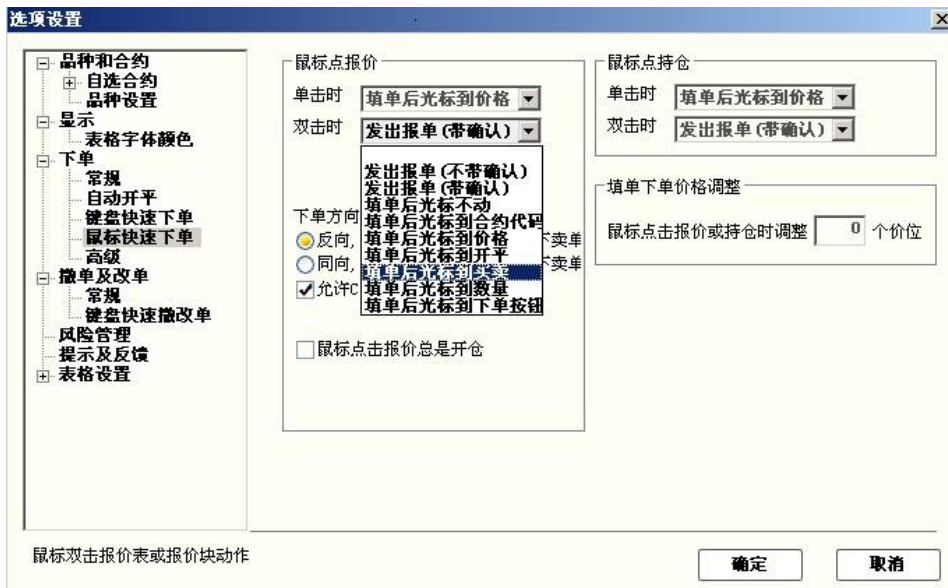 选项设置
品种和合约
自选合约
品种设置
显示
表格字体颜色
下单
常规
自动开平
键盘快速下单
鼠标快速下单
高级
撤单及改单
常规
键盘快速撤改单
风险管理
提示及反馈
表格设置
鼠标点报价
单击时 填单后光标到价格
双击时 发出报单(带确认)
发出报单(不带确认)
发出报单(带确认)
填单后光标不动
填单后光标到合约代码
填单后光标到价格
填单后光标到开平
填单后光标到买卖
填单后光标到数量
填单后光标到下单按钮
下单方向
反向, 下卖单
同向, 下卖单
允许C
鼠标点击报价总是开仓
鼠标点持仓
单击时 填单后光标到价格
双击时 发出报单(带确认)
填单下单价格调整
鼠标点击报价或持仓时调整 0 个价位
鼠标双击报价表或报价块动作
确定 取消